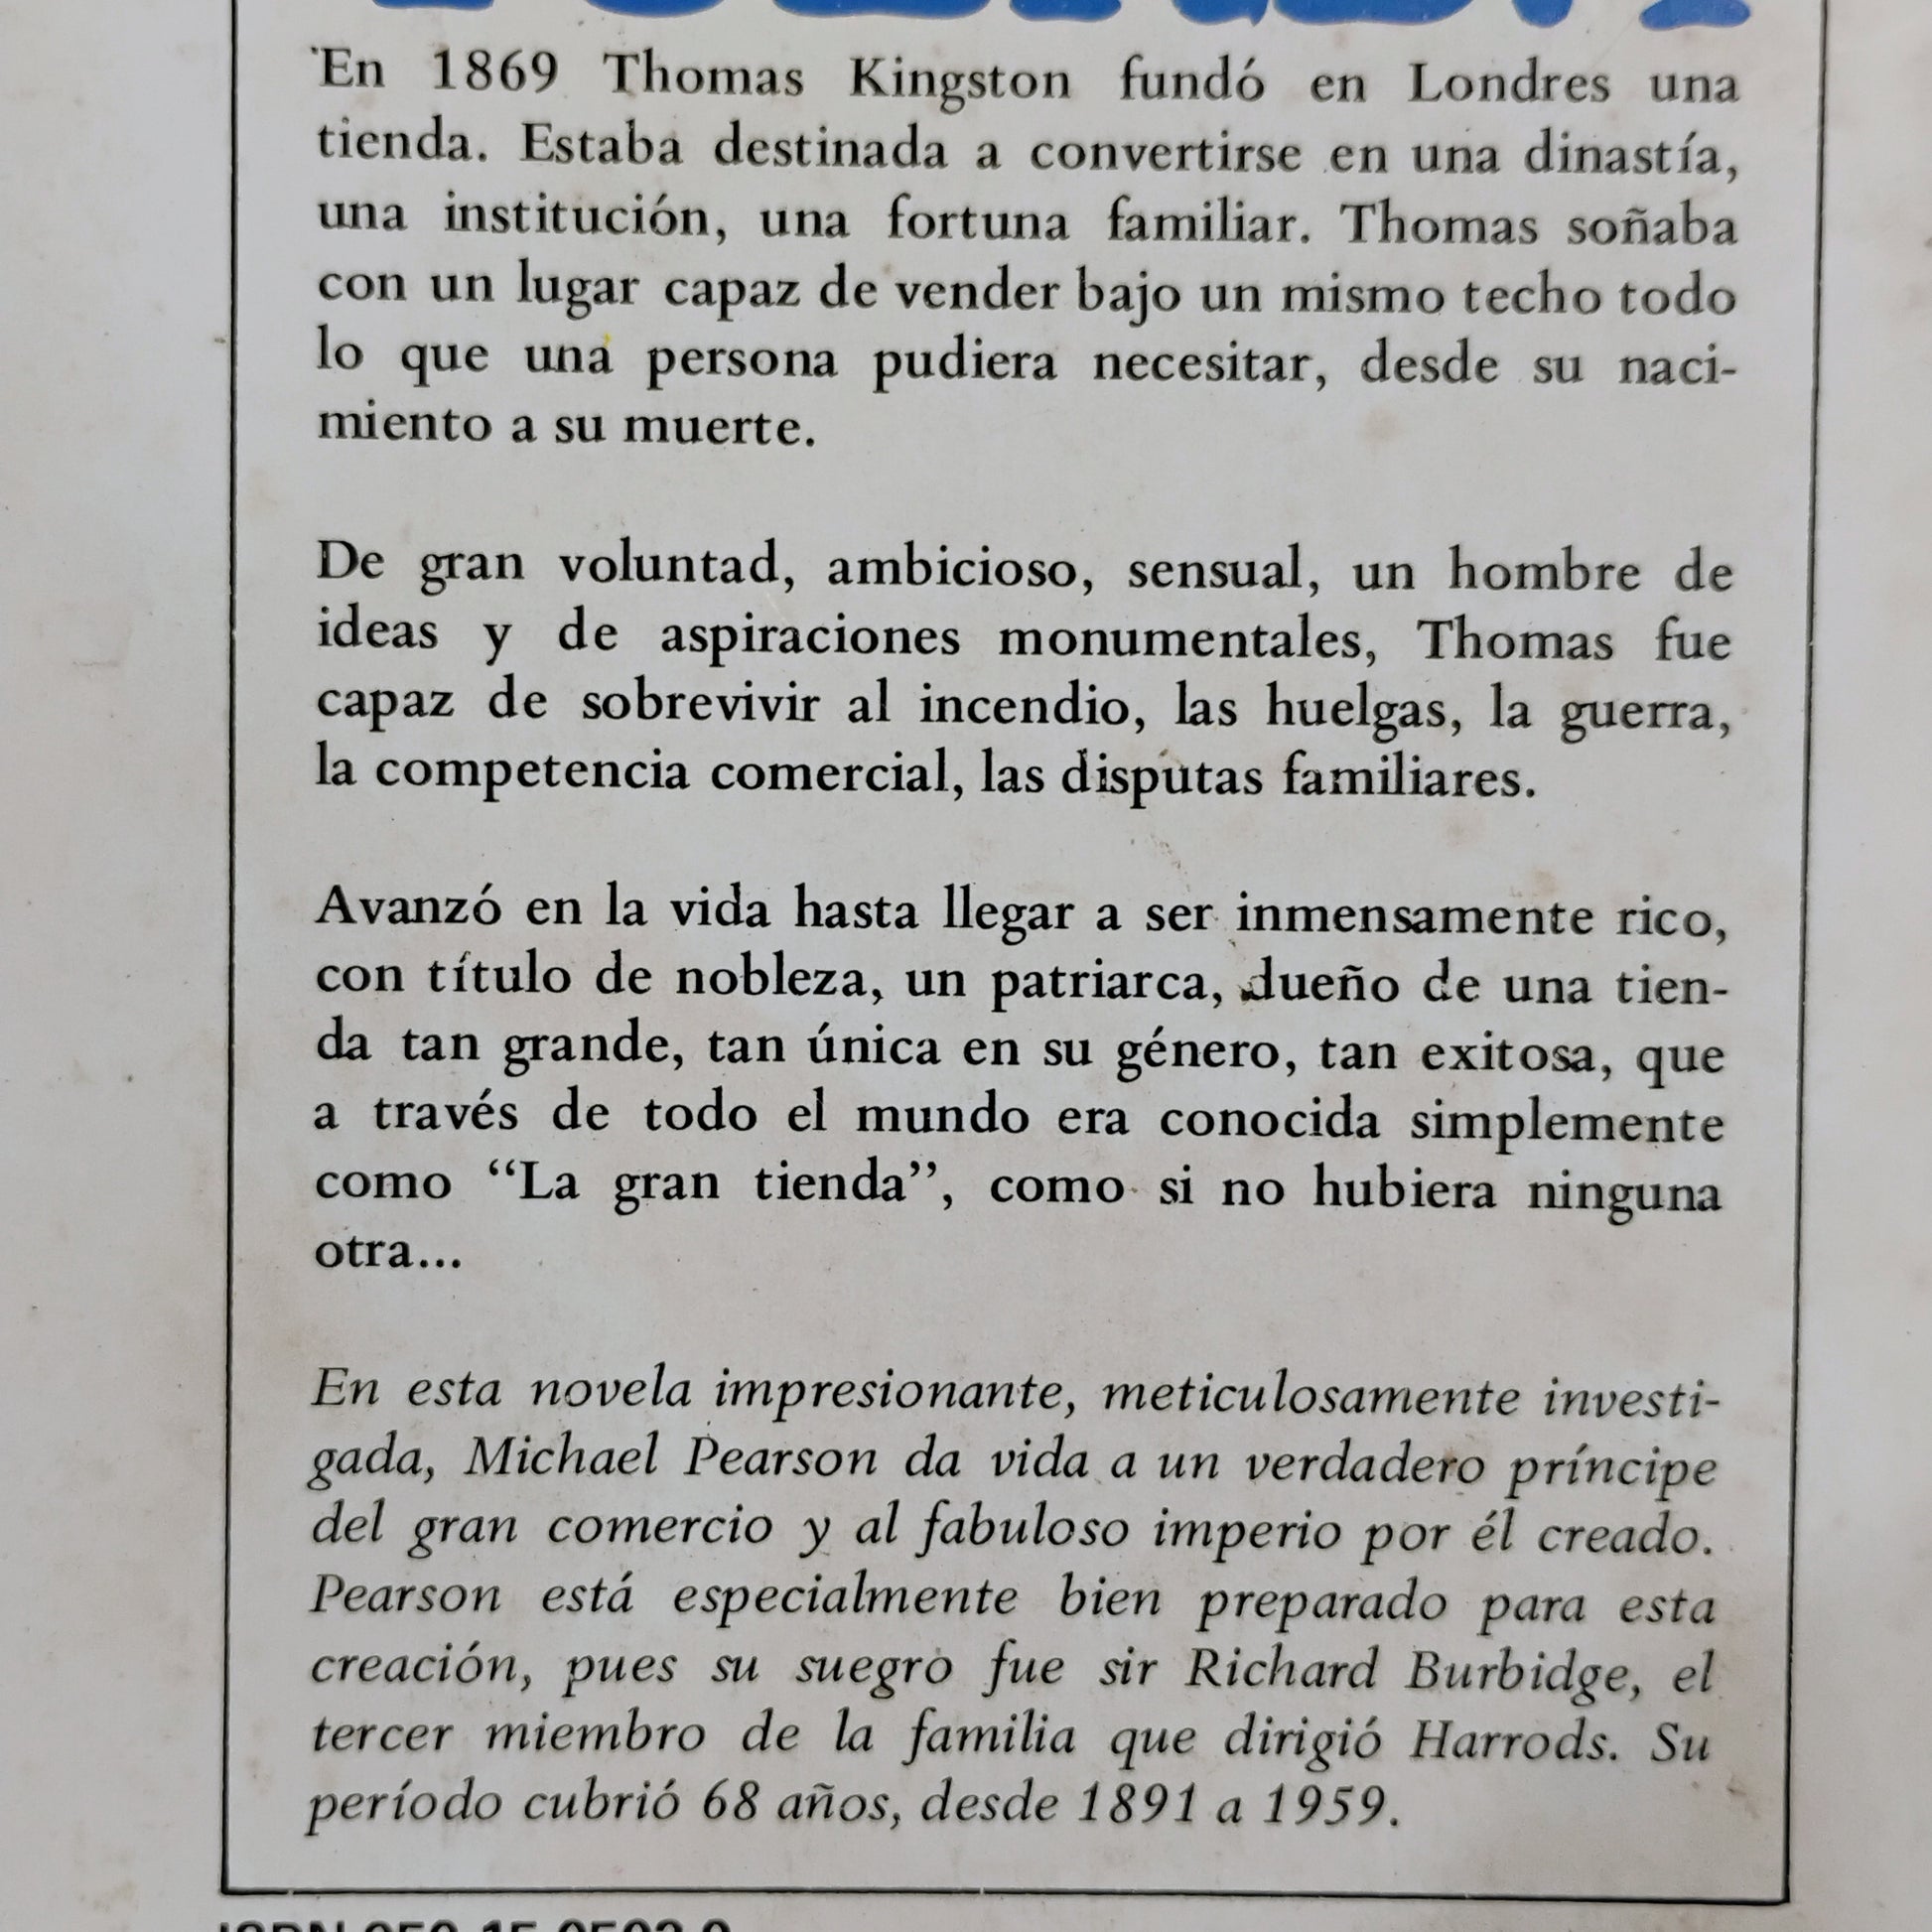 En 1869 Thomas Kingston fundó en Londres una
tienda. Estaba destinada a convertirse en una dinastía,
una institución, una fortuna familiar. Thomas soñaba
con un lugar capaz de vender bajo un mismo techo todo
lo que una persona pudiera necesitar, desde su naci-
miento a su muerte.
De gran voluntad, ambicioso, sensual, un hombre de
ideas y de aspiraciones monumentales, Thomas fue
capaz de sobrevivir al incendio, las huelgas, la guerra,
la competencia comercial, las disputas familiares.
Avanzó en la vida hasta llegar a ser inmensamente rico,
con título de nobleza, un patriarca, dueño de una tien-
da tan grande, tan única en su género, tan exitosa, que
a través de todo el mundo era conocida simplemente
como “La gran tienda”, como si no hubiera ninguna
otra...
En esta novela impresionante, meticulosamente investi-
gada, Michael Pearson da vida a un verdadero príncipe
del gran comercio y al fabuloso imperio por él creado.
Pearson está especialmente bien preparado para esta
creación, pues su suegro fue sir Richard Burbidge, el
tercer miembro de la familia que dirigió Harrods. Su
período cubrió 68 años, desde 1891 a 1959.
ISBN